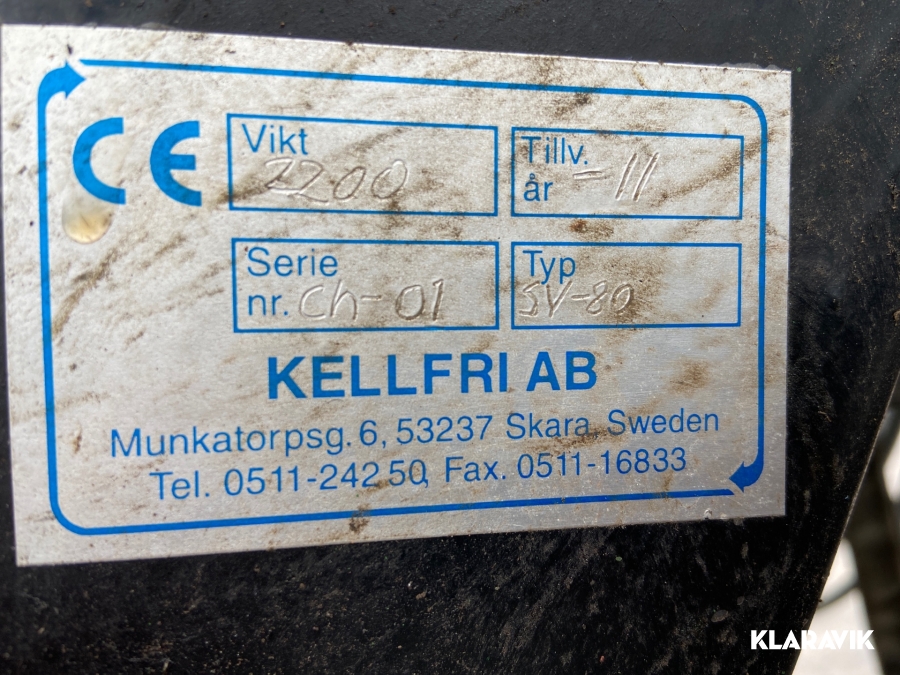 CE
Vikt
2200
Tillv.
år -11
Serie
nr. Ch-01
Typ
SV-80
KELLFRI AB
Munkatorpsg. 6, 53237 Skara, Sweden
Tel. 0511-242 50, Fax. 0511-16833
KLARAVIK